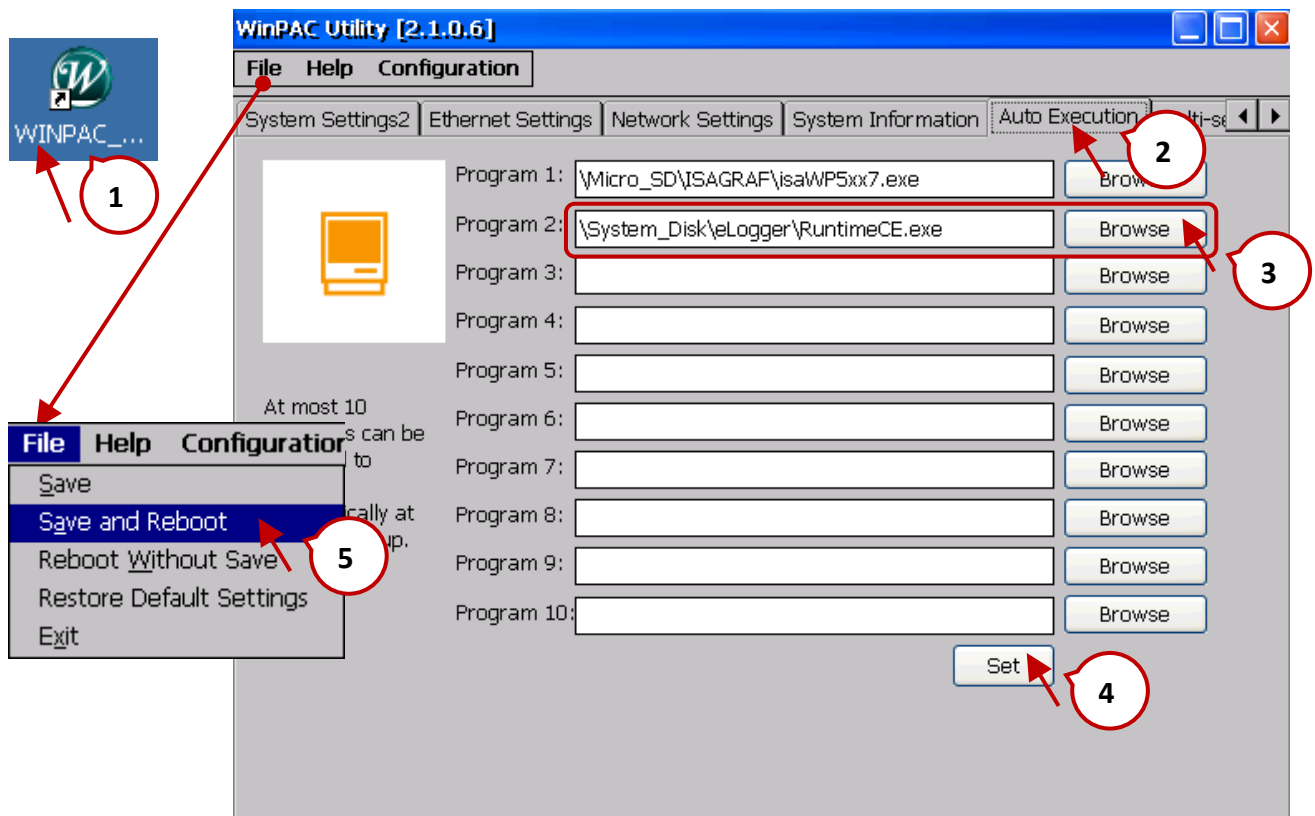 WinPAC Utility [2.1.0.6]
File Help Configuration
WINPAC_...
1
System Settings2 Ethernet Settings Network Settings System Information Auto Execution
2
Program 1: \Micro_SD\ISAGRAF\isaWP5xx7.exe
Program 2: \System_Disk\eLogger\RuntimeCE.exe Browse
3
Program 3: Browse
Program 4: Browse
Program 5: Browse
Program 6: Browse
Program 7: Browse
Program 8: Browse
Program 9: Browse
Program 10: Browse
Set
4
At most 10
can be
to
at
File Help Configuration
Save
Save and Reboot
5
Reboot Without Save
Restore Default Settings
Exit